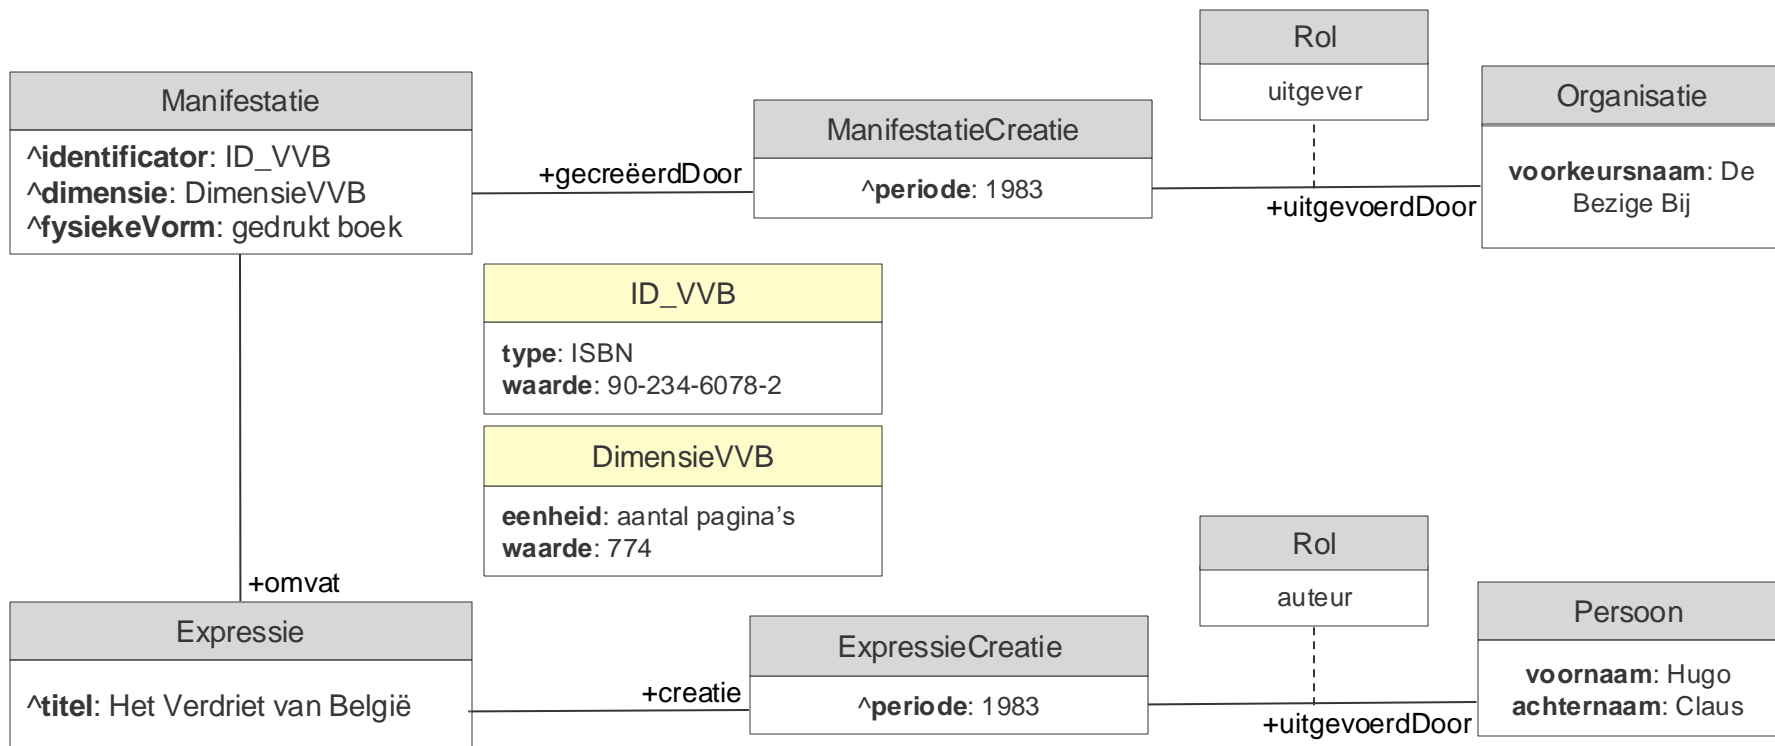 Rol
uitgever
Manifestatie
^identificator: ID_VVB
^dimensie: DimensieVVB
^fysiekeVorm: gedrukt boek
+gecreëerdDoor
ManifestatieCreatie
^periode: 1983
+uitgevoerdDoor
Organisatie
voorkeursnaam: De
Bezige Bij
ID_VVB
type: ISBN
waarde: 90-234-6078-2
DimensieVVB
eenheid: aantal pagina’s
waarde: 774
+omvat
Rol
auteur
Expressie
^titel: Het Verdriet van België
+creatie
ExpressieCreatie
^periode: 1983
+uitgevoerdDoor
Persoon
voornaam: Hugo
achternaam: Claus